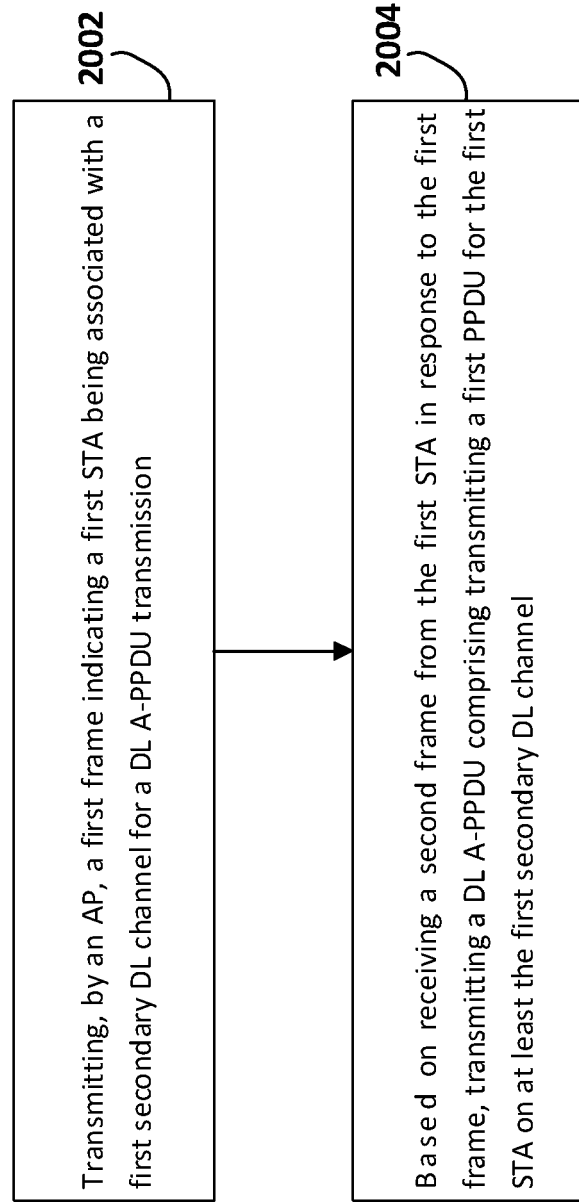 2002
Transmitting, by an AP, a first frame indicating a first STA being associated with a
first secondary DL channel for a DL A-PPDU transmission
2004
Based on receiving a second frame from the first STA in response to the first
frame, transmitting a DL A-PPDU comprising transmitting a first PPDU for the first
STA on at least the first secondary DL channel